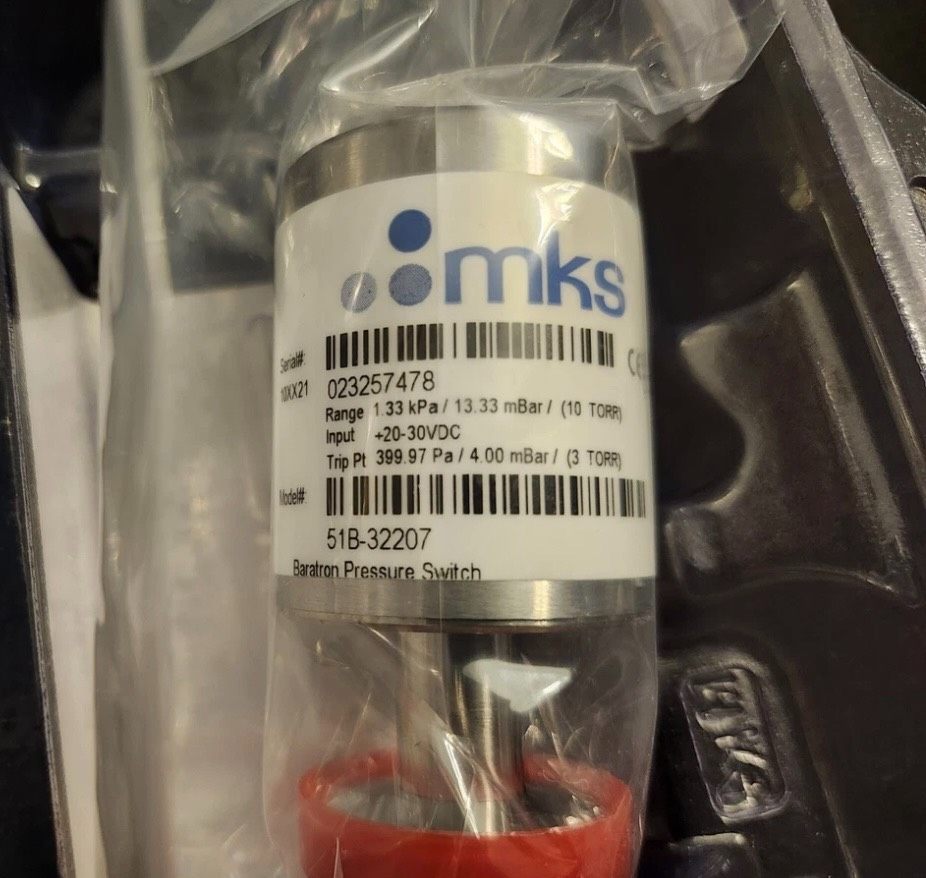 mks
Serial#:
10XX21 023257478
Range 1.33 kPa / 13.33 mBar / (10 TORR)
Input +20-30VDC
Trip Pt 399.97 Pa / 4.00 mBar / (3 TORR)
Model#:
51B-32207
Baratron Pressure Switch